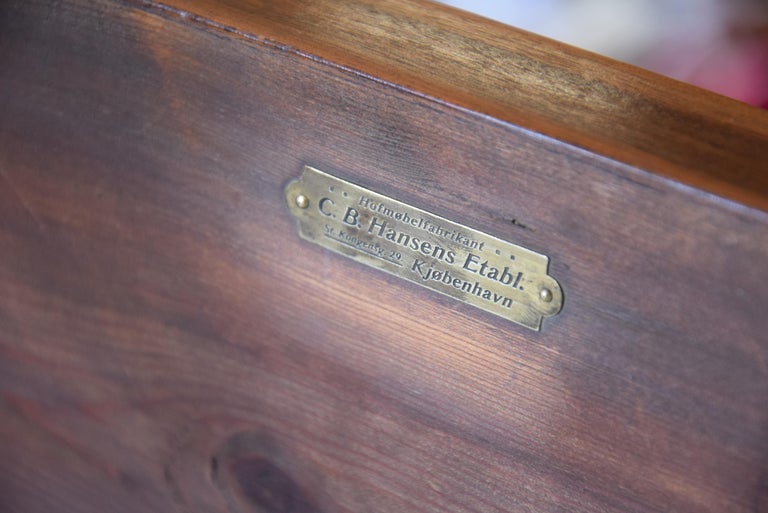 Hofmøbelfabrikant
C. B. Hansens Etabl.
St. Kongensg. 29. Kjøbenhavn